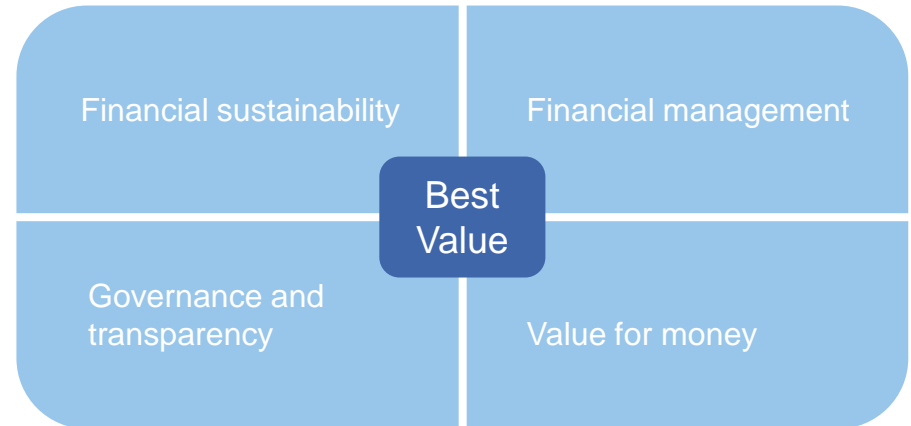 Financial sustainability
Financial management
Best
Value
Governance and
transparency
Value for money